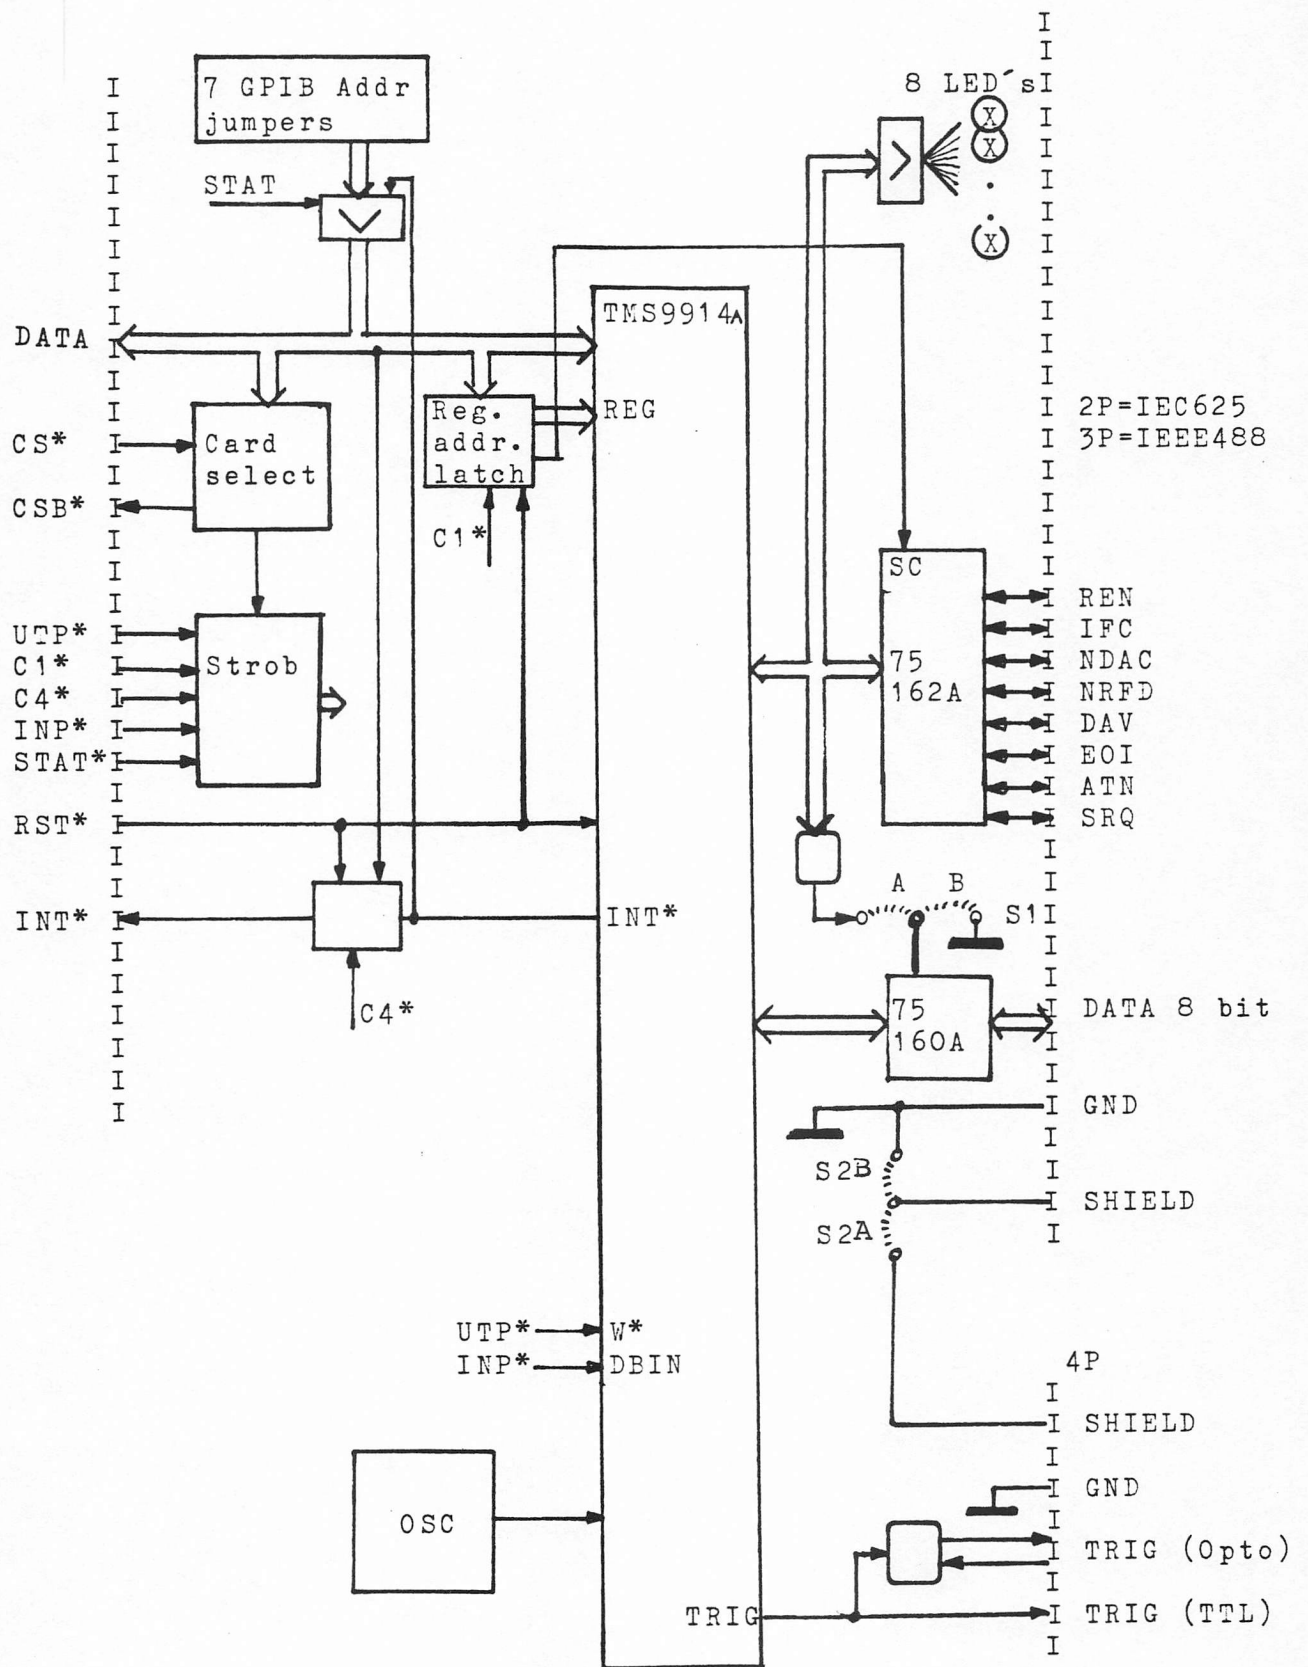 7 GPIB Addr
jumpers
STAT
8 LED´s
X
X
X
TMS9914A
DATA
REG
Reg.
addr.
latch
C1*
2P=IEC625
3P=IEEE488
CS*
Card
select
CSB*
SC
75
162A
REN
IFC
NDAC
NRFD
DAV
EOI
ATN
SRQ
UTP*
C1*
C4*
INP*
STAT*
Strob
RST*
INT*
INT*
C4*
A B
S1
75
160A
DATA 8 bit
GND
S2B
SHIELD
S2A
UTP*
W*
INP*
DBIN
4P
SHIELD
GND
OSC
TRIG (Opto)
TRIG
TRIG (TTL)